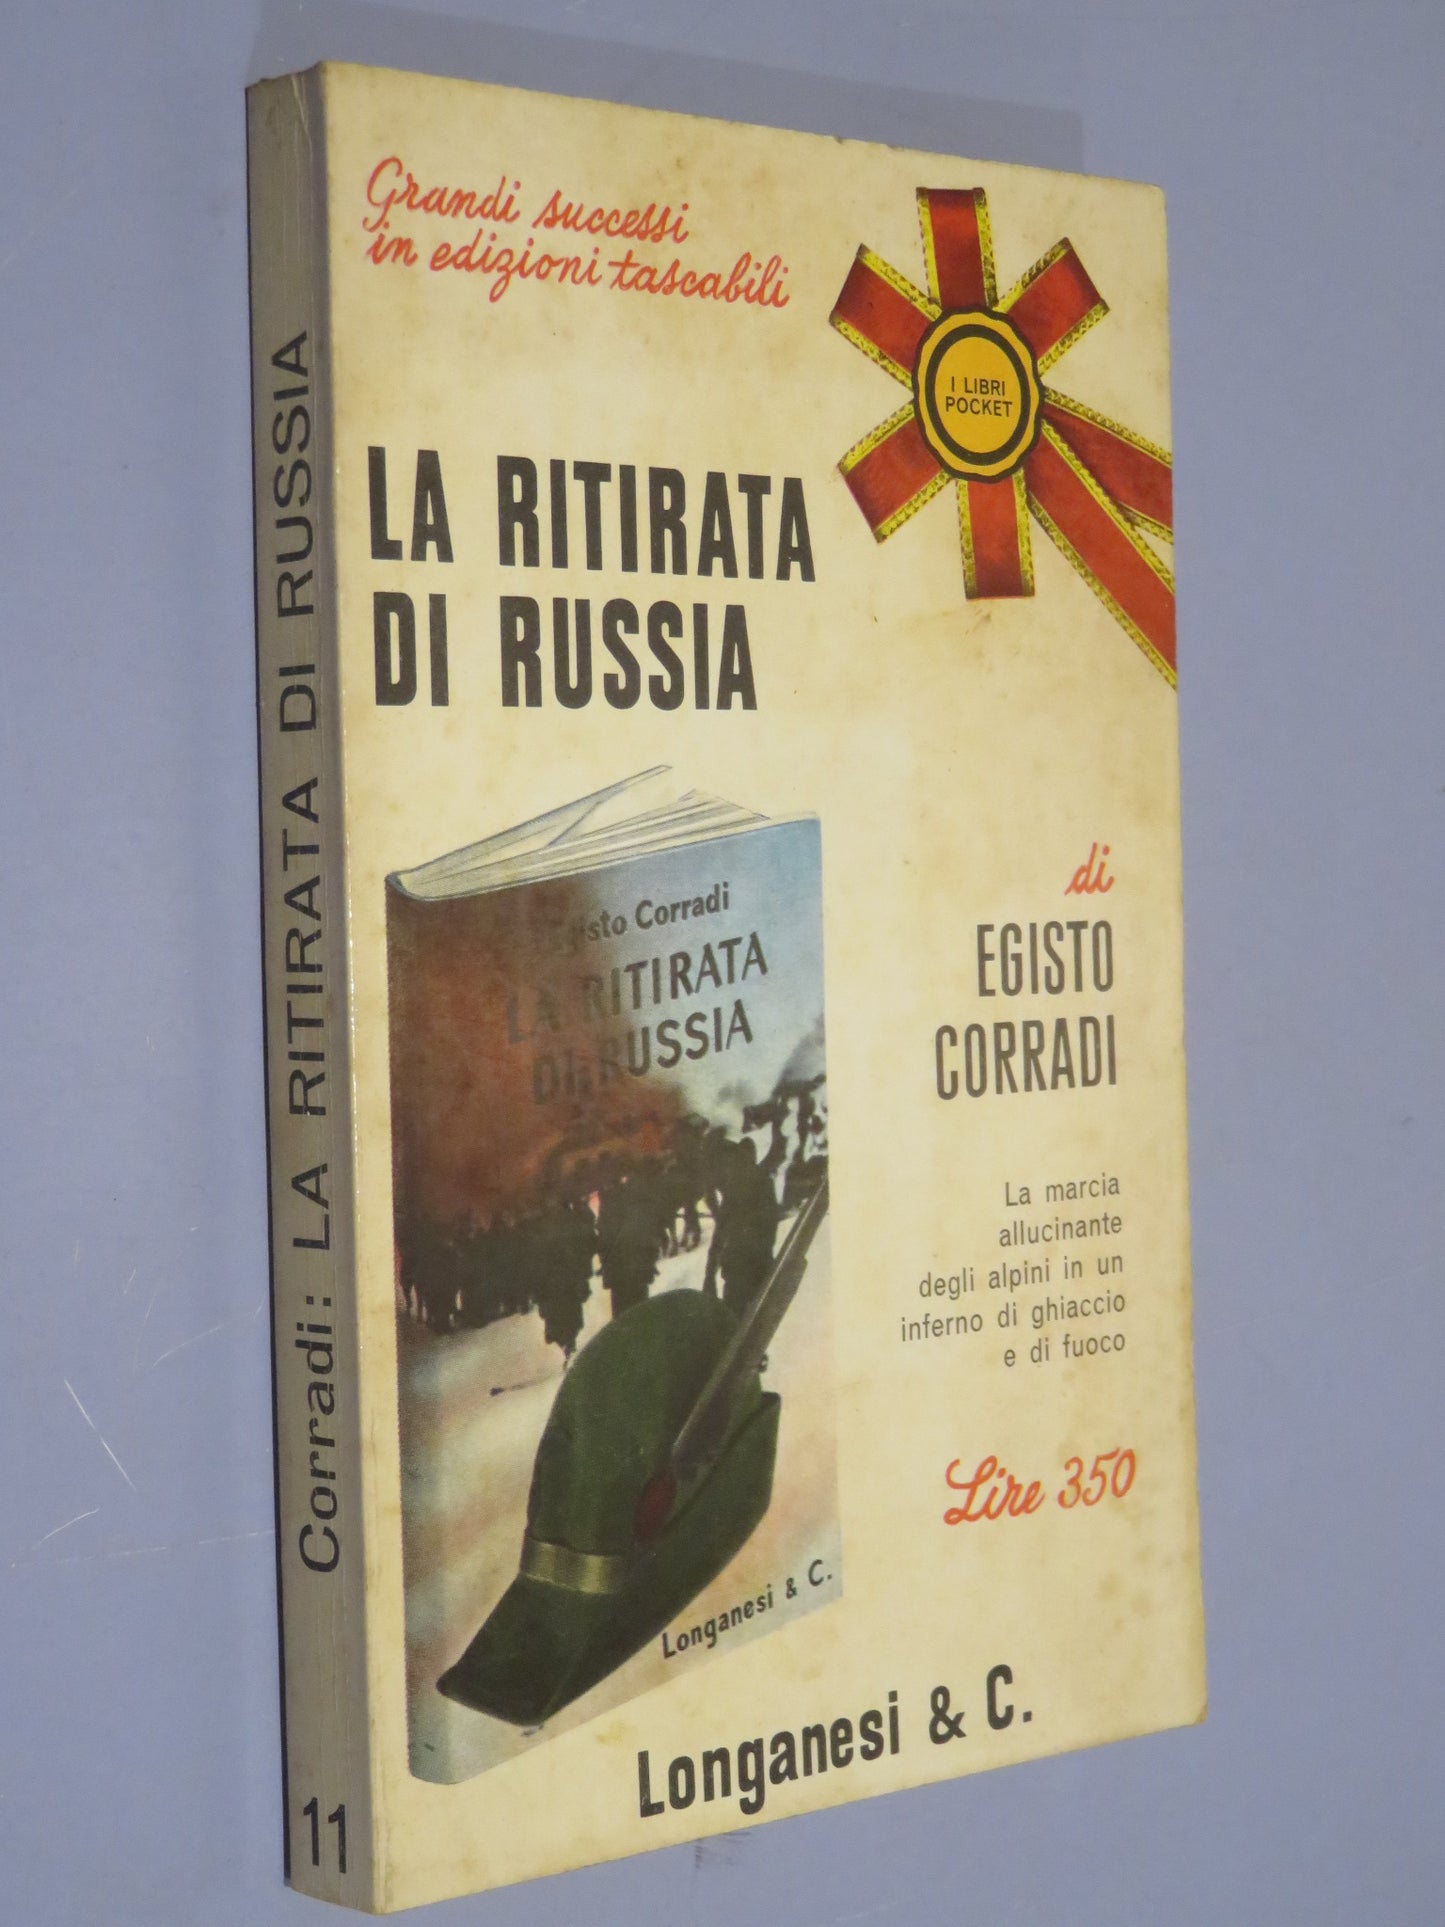 Grandi successi
in edizioni tascabili
I LIBRI
POCKET
LA RITIRATA
DI RUSSIA
Corradi
LA RITIRATA
DI RUSSIA
Longanesi & C.
di
EGISTO
CORRADI
La marcia
allucinante
degli alpini in un
inferno di ghiaccio
e di fuoco
Lire 350
Longanesi & C.
Corradi: LA RITIRATA DI RUSSIA
11